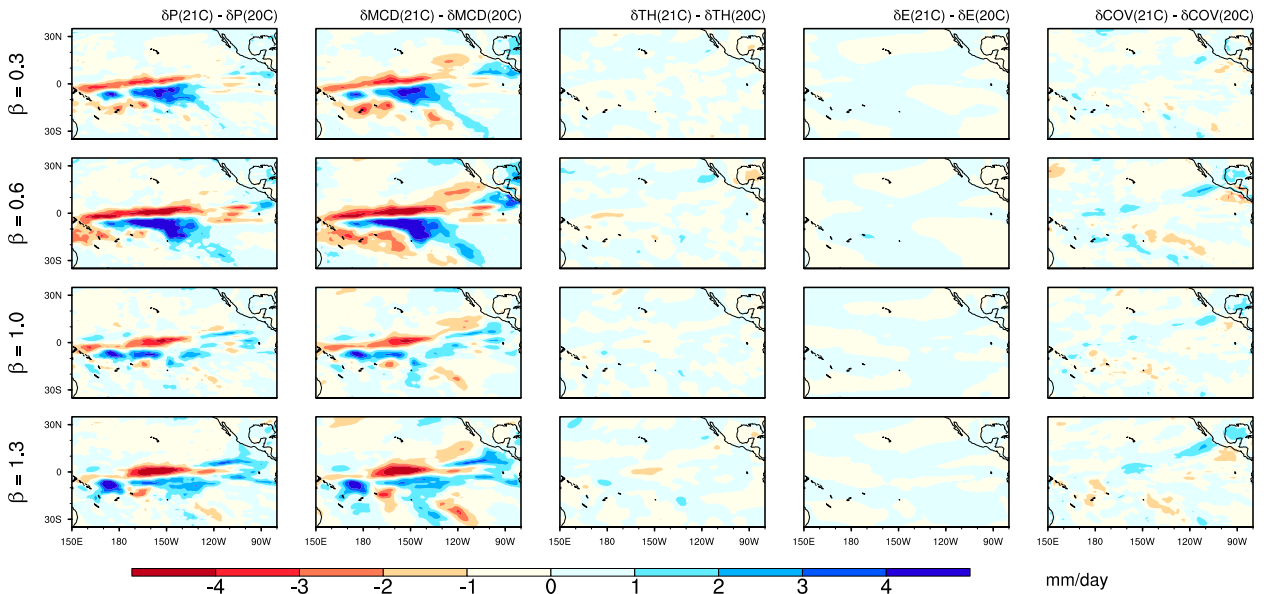 δP(21C) - δP(20C) δMCD(21C) - δMCD(20C) δTH(21C) - δTH(20C) δE(21C) - δE(20C) δCOV(21C) - δCOV(20C)
30N
β = 0.3
0
30S
30N
β = 0.6
0
30S
30N
β = 1.0
0
30S
30N
β = 1.3
0
30S
150E 180 150W 120W 90W 150E 180 150W 120W 90W 150E 180 150W 120W 90W 150E 180 150W 120W 90W 150E 180 150W 120W 90W
-4 -3 -2 -1 0 1 2 3 4 mm/day